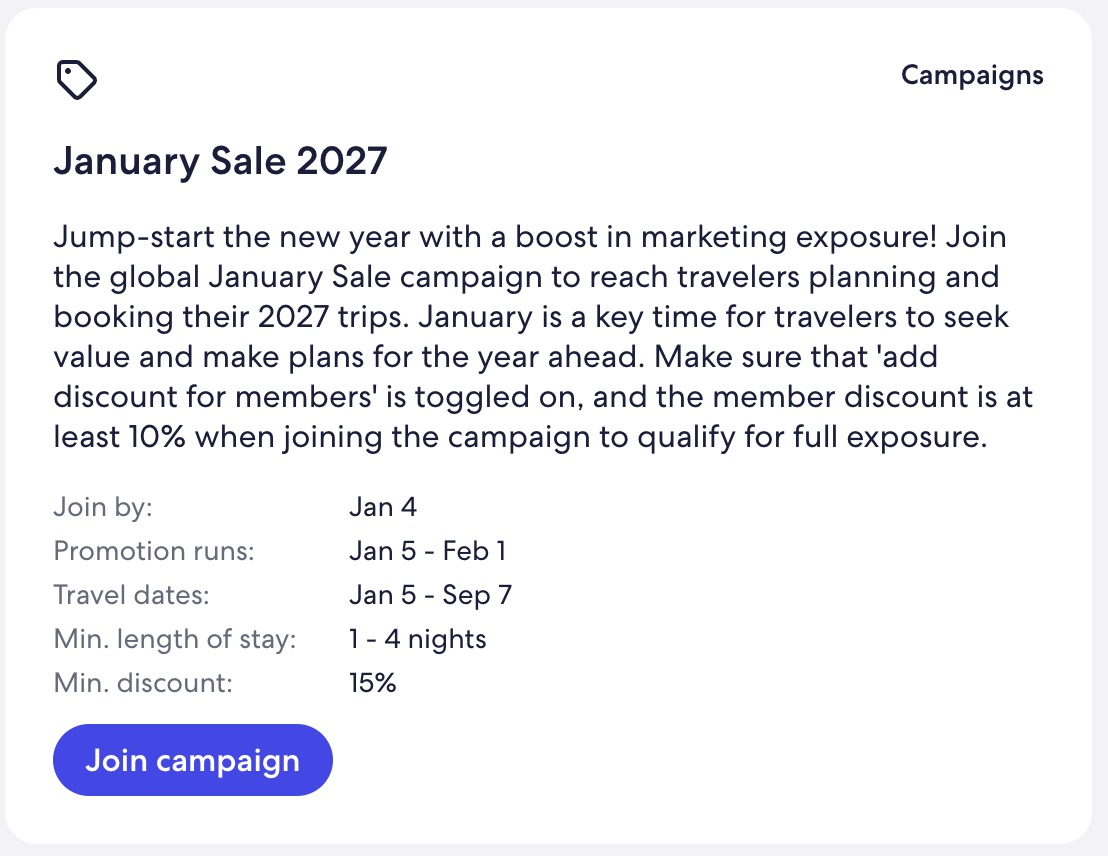 Campaigns
January Sale 2027
Jump-start the new year with a boost in marketing exposure! Join
the global January Sale campaign to reach travelers planning and
booking their 2027 trips. January is a key time for travelers to seek
value and make plans for the year ahead. Make sure that 'add
discount for members' is toggled on, and the member discount is at
least 10% when joining the campaign to qualify for full exposure.
Join by: Jan 4
Promotion runs: Jan 5 - Feb 1
Travel dates: Jan 5 - Sep 7
Min. length of stay: 1 - 4 nights
Min. discount: 15%
Join campaign